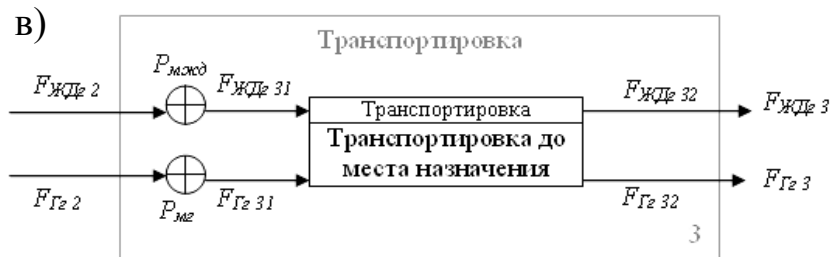 в)
Транспортировка
Pмжд
FЖДг 2 FЖДг 31 FЖДг 32 FЖДг 3
Транспортировка
Транспортировка до
места назначения
FГг 2 FГг 31 FГг 32 FГг 3
Pмг
3